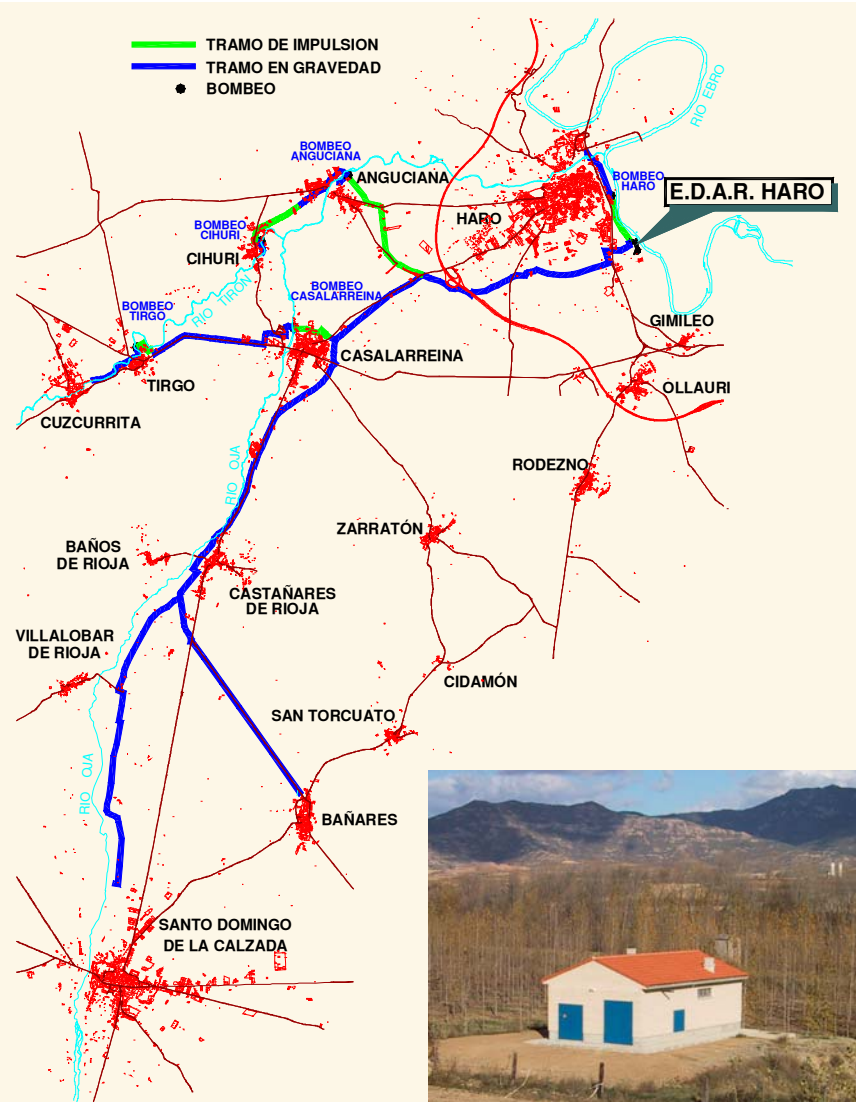 TRAMO DE IMPULSION
TRAMO EN GRAVEDAD
BOMBEO
RIO EBRO
BOMBEO
ANGUCIANA
ANGUCIANA
BOMBEO
HARO
E.D.A.R. HARO
HARO
BOMBEO
CIHURI
CIHURI
BOMBEO
CASALARREINA
RIO TIRON
BOMBEO
TIRGO
GIMILEO
CASALARREINA
TIRGO
OLLAURI
CUZCURRITA
RODEZNO
RIO OJA
ZARRATÓN
BAÑOS
DE RIOJA
CASTAÑARES
DE RIOJA
VILLALOBAR
DE RIOJA
CIDAMÓN
SAN TORCUATO
RIO OJA
BAÑARES
SANTO DOMINGO
DE LA CALZADA